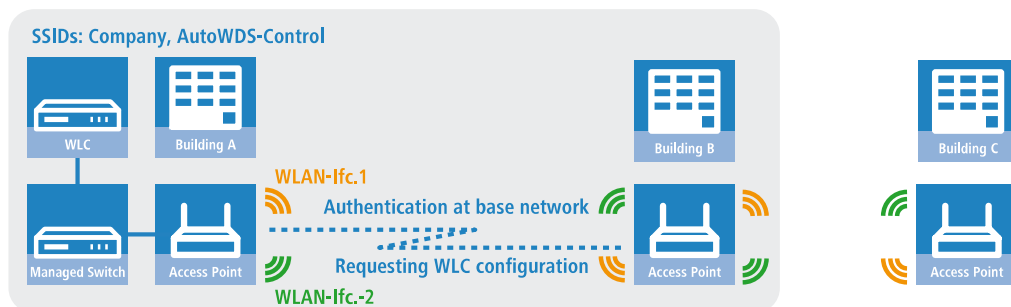 SSIDs: Company, AutoWDS-Control
WLC
Building A
Building B
Building C
WLAN-Ifc.1
Authentication at base network
Requesting WLC configuration
Managed Switch
Access Point
Access Point
Access Point
WLAN-Ifc.-2